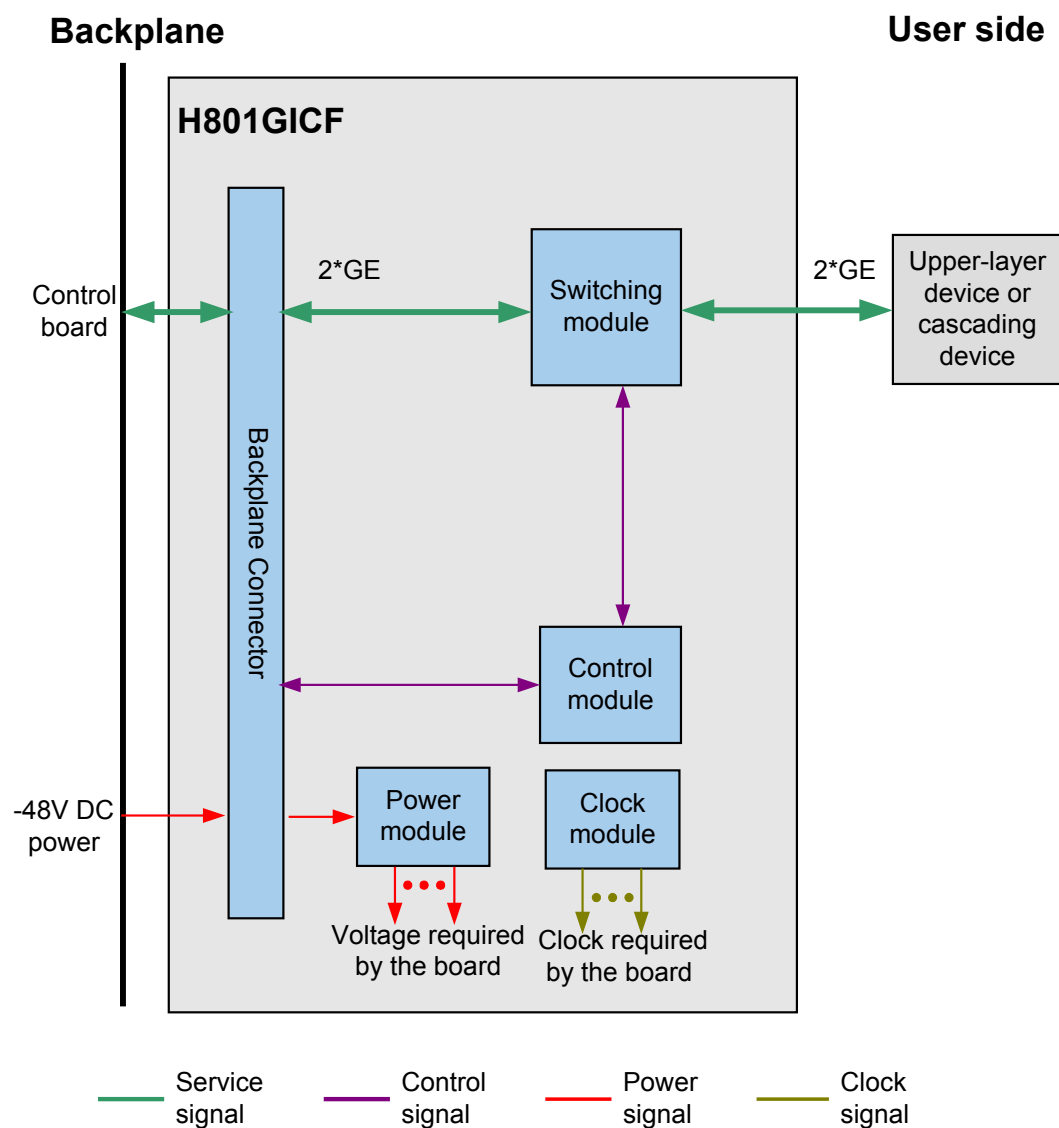 Backplane
User side
H801GICF
Control
board
2*GE
Switching
module
2*GE
Upper-layer
device or
cascading
device
Backplane Connector
Control
module
-48V DC
power
Power
module
Clock
module
Voltage required
by the board
Clock required
by the board
Service
signal
Control
signal
Power
signal
Clock
signal